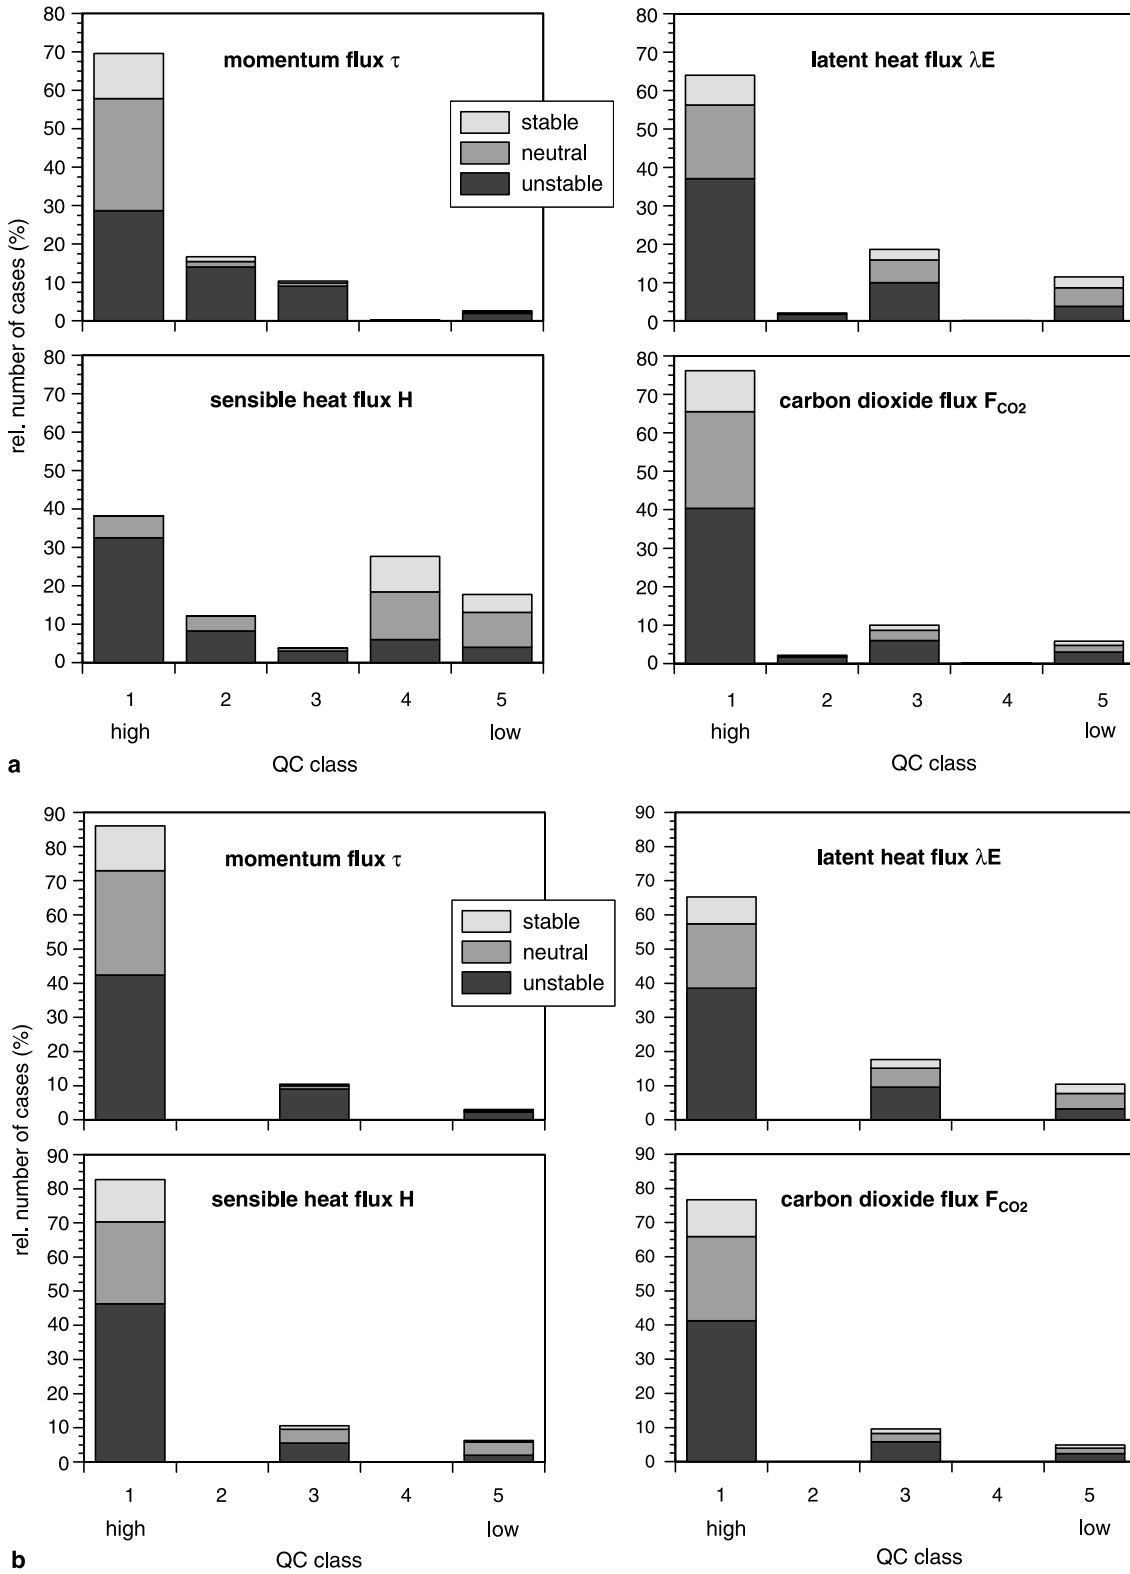 rel. number of cases (%)
80
70
60
50
40
30
20
10
0
momentum flux τ
stable
neutral
unstable
80
70
60
50
40
30
20
10
0
latent heat flux λE
80
70
60
50
40
30
20
10
0
sensible heat flux H
1 2 3 4 5
high low
QC class
80
70
60
50
40
30
20
10
0
carbon dioxide flux FCO2
1 2 3 4 5
high low
QC class
a
rel. number of cases (%)
90
80
70
60
50
40
30
20
10
0
momentum flux τ
stable
neutral
unstable
90
80
70
60
50
40
30
20
10
0
latent heat flux λE
90
80
70
60
50
40
30
20
10
0
sensible heat flux H
1 2 3 4 5
high low
QC class
90
80
70
60
50
40
30
20
10
0
carbon dioxide flux FCO2
1 2 3 4 5
high low
QC class
b